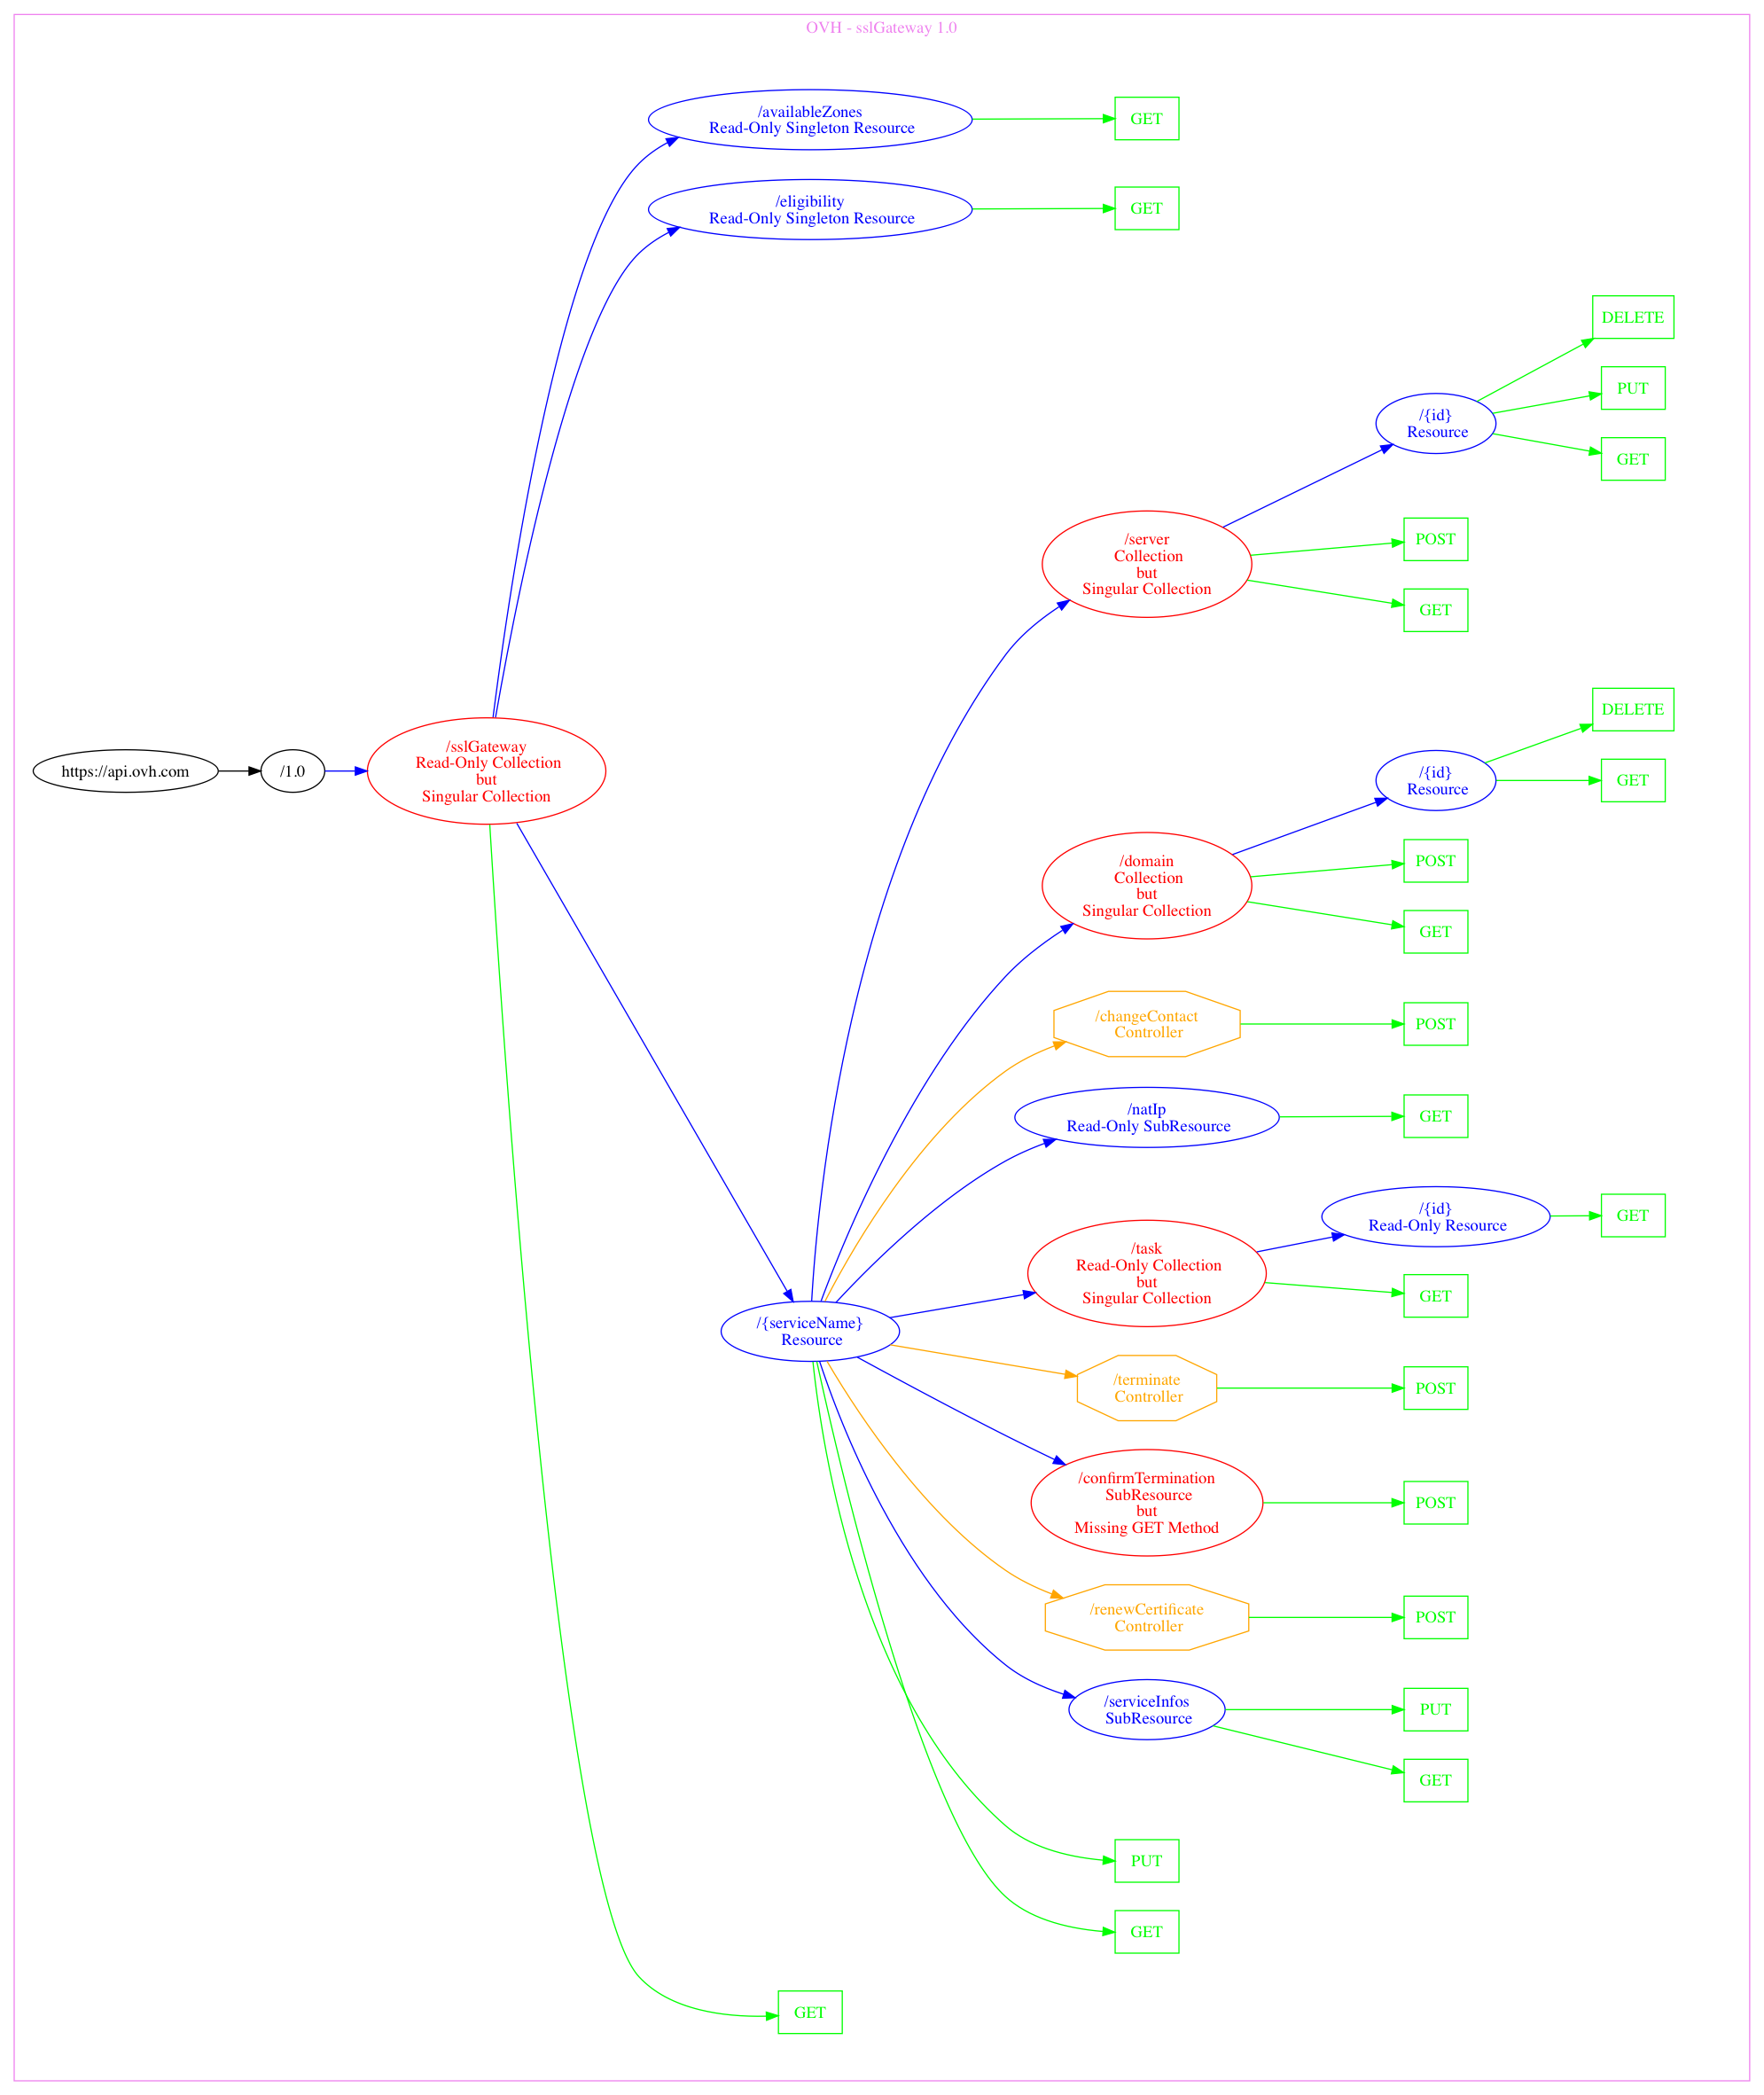 OVH - sslGateway 1.0
/availableZones
Read-Only Singleton Resource
GET
/eligibility
Read-Only Singleton Resource
GET
DELETE
PUT
/{id}
Resource
GET
/server
Collection
but
Singular Collection
POST
GET
DELETE
https://api.ovh.com
/1.0
/sslGateway
Read-Only Collection
but
Singular Collection
/{id}
Resource
GET
/domain
Collection
but
Singular Collection
POST
GET
/changeContact
Controller
POST
/natIp
Read-Only SubResource
GET
/{id}
Read-Only Resource
GET
/task
Read-Only Collection
but
Singular Collection
GET
/{serviceName}
Resource
/terminate
Controller
POST
/confirmTermination
SubResource
but
Missing GET Method
POST
/renewCertificate
Controller
POST
/serviceInfos
SubResource
PUT
GET
PUT
GET
GET